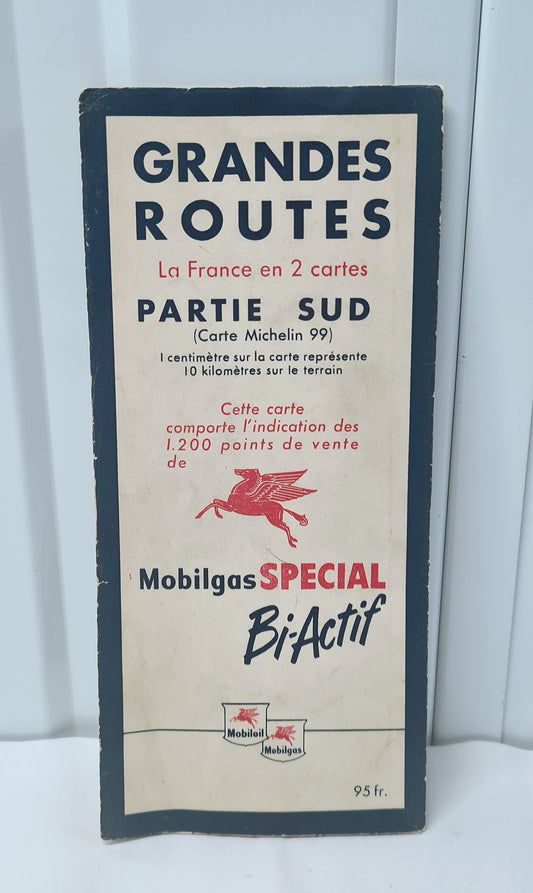 GRANDES
ROUTES
La France en 2 cartes
PARTIE SUD
(Carte Michelin 99)
1 centimètre sur la carte représente
10 kilomètres sur le terrain
Cette carte
comporte l'indication des
1.200 points de vente
de
Mobilgas SPECIAL
Bi-Actif
Mobiloil
Mobilgas
95 fr.